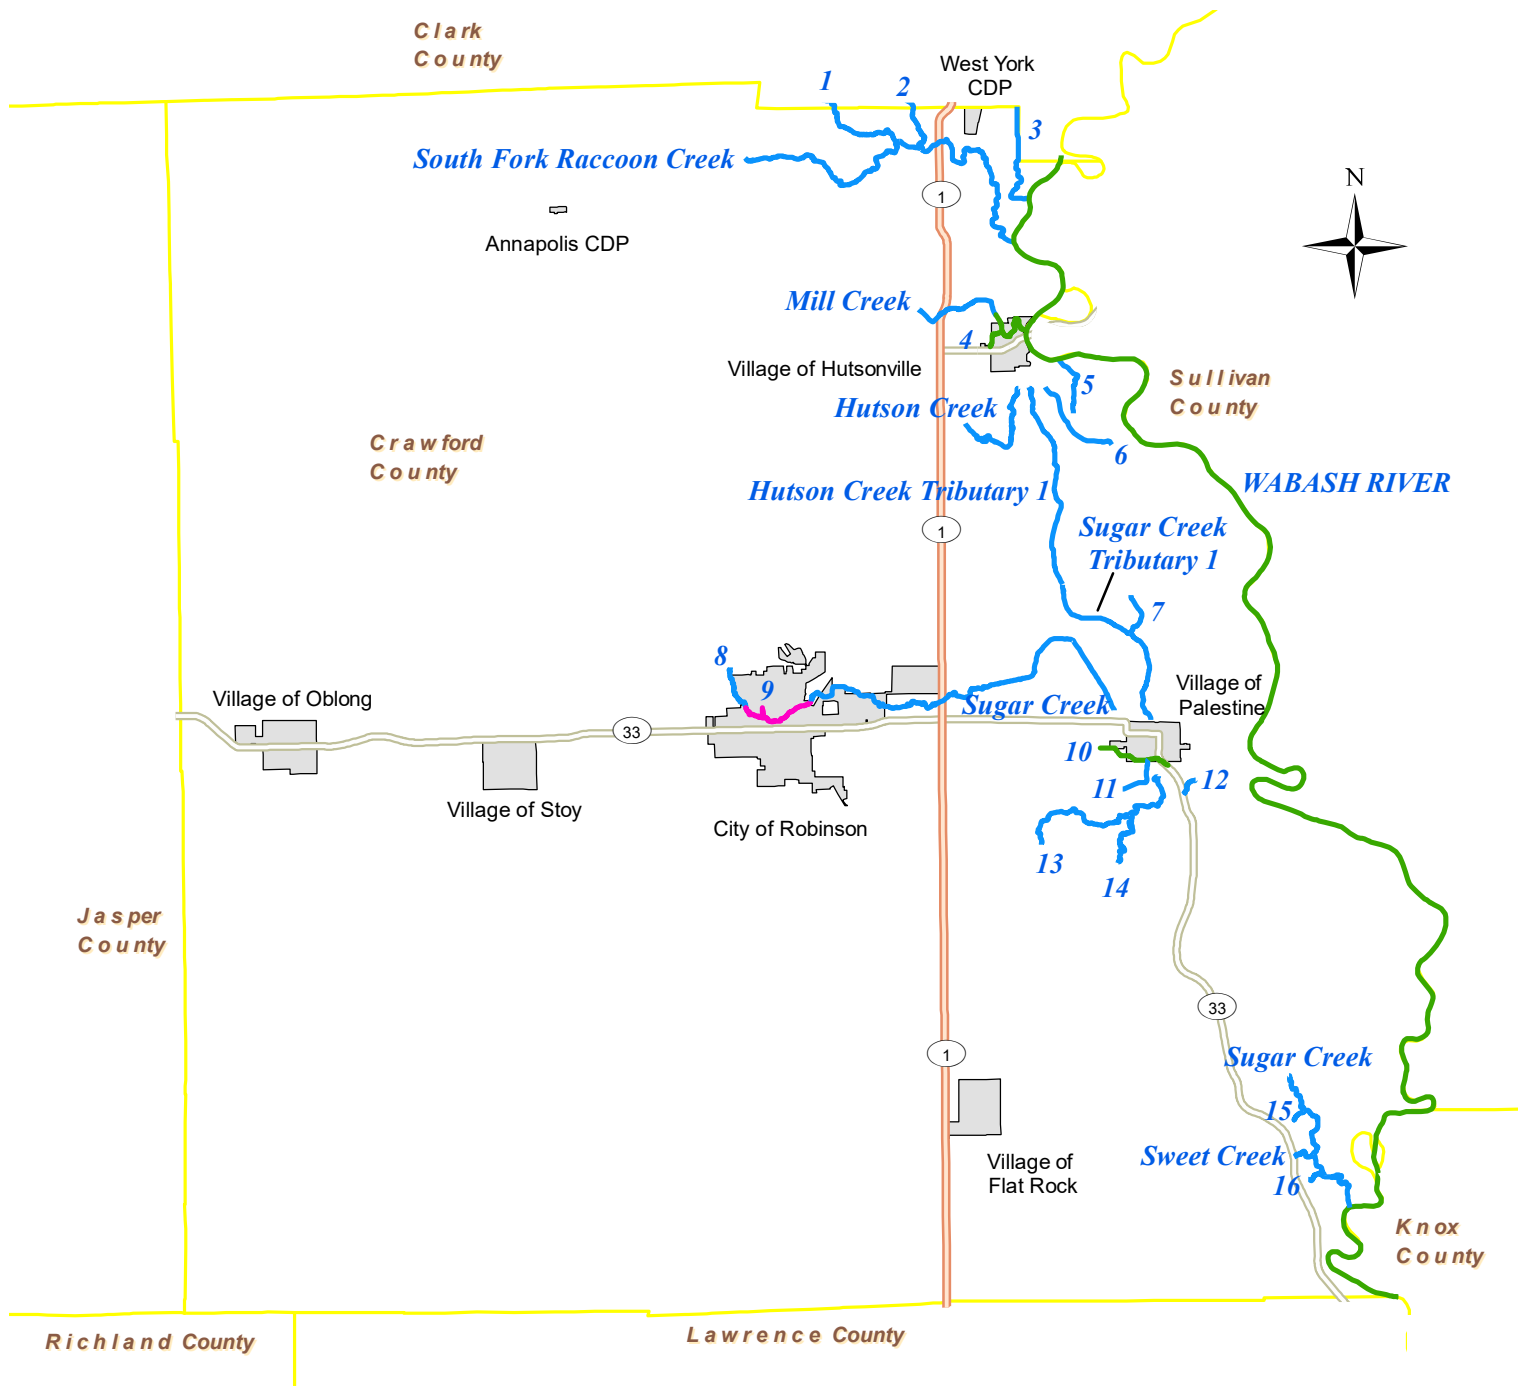 Clark
County
West York
CDP
1
2
3
South Fork Raccoon Creek
N
1
Annapolis CDP
Mill Creek
4
Village of Hutsonville
Sullivan
County
5
Hutson Creek
Crawford
County
6
WABASH RIVER
Hutson Creek Tributary 1
1
Sugar Creek
Tributary 1
7
8
9
Village of Oblong
Village of
Palestine
Sugar Creek
33
10
11
12
Village of Stoy
City of Robinson
13
14
Jasper
County
33
1
Sugar Creek
15
Sweet Creek
16
Village of
Flat Rock
Knox
County
Richland County
Lawrence County